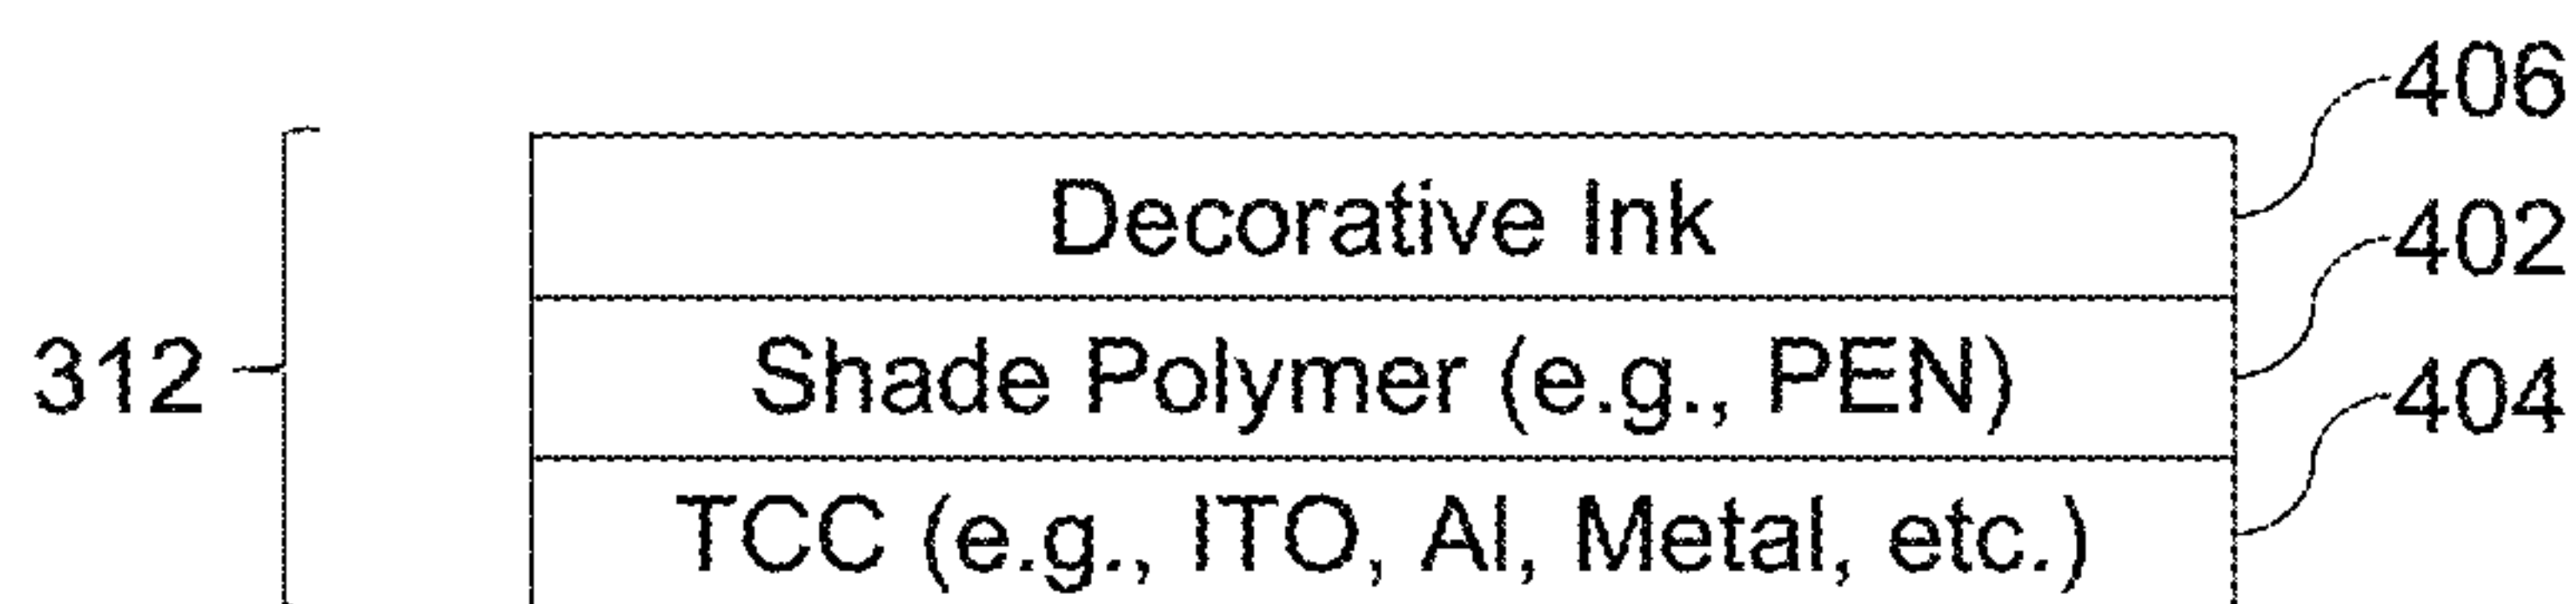 406
Decorative Ink
402
Shade Polymer (e.g., PEN)
312
404
TCC (e.g., ITO, Al, Metal, etc.)